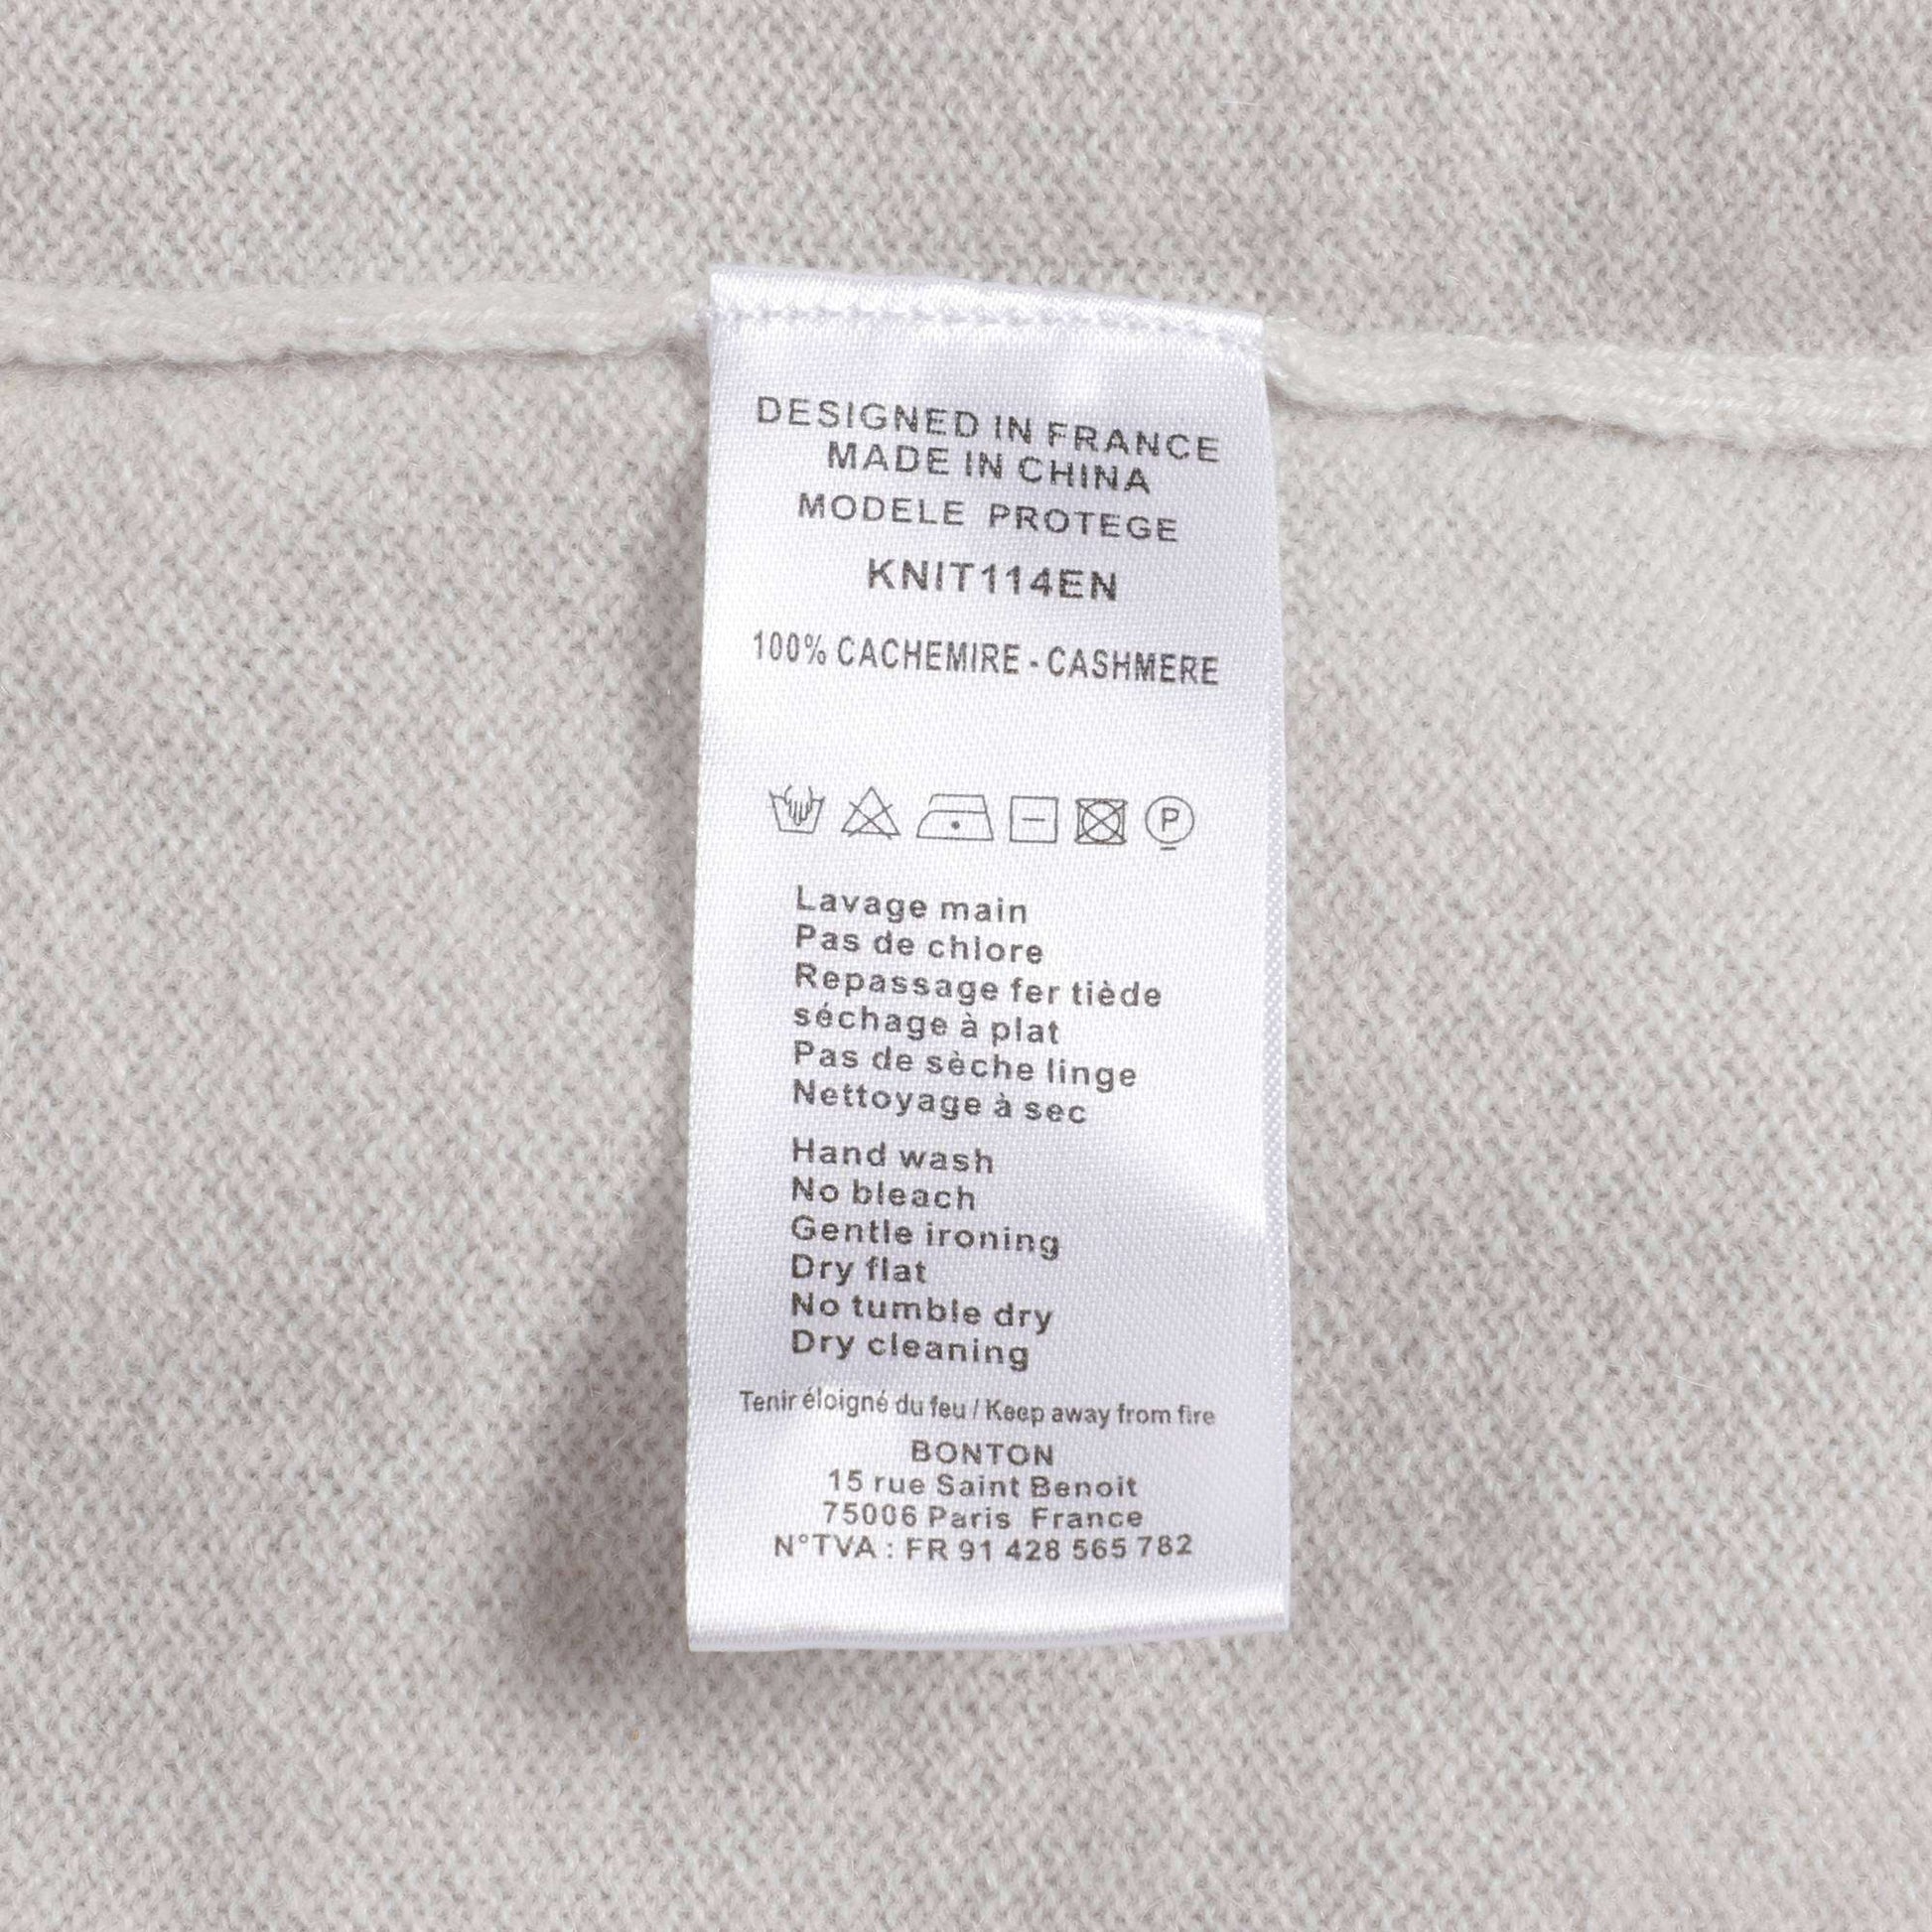 DESIGNED IN FRANCE
MADE IN CHINA
MODELE PROTEGE
KNIT114EN
100% CACHEMIRE - CASHMERE
P
Lavage main
Pas de chlore
Repassage fer tiède
séchage à plat
Pas de sèche linge
Nettoyage à sec
Hand wash
No bleach
Gentle ironing
Dry flat
No tumble dry
Dry cleaning
Tenir éloigné du feu / Keep away from fire
BONTON
15 rue Saint Benoit
75006 Paris France
N°TVA : FR 91 428 565 782